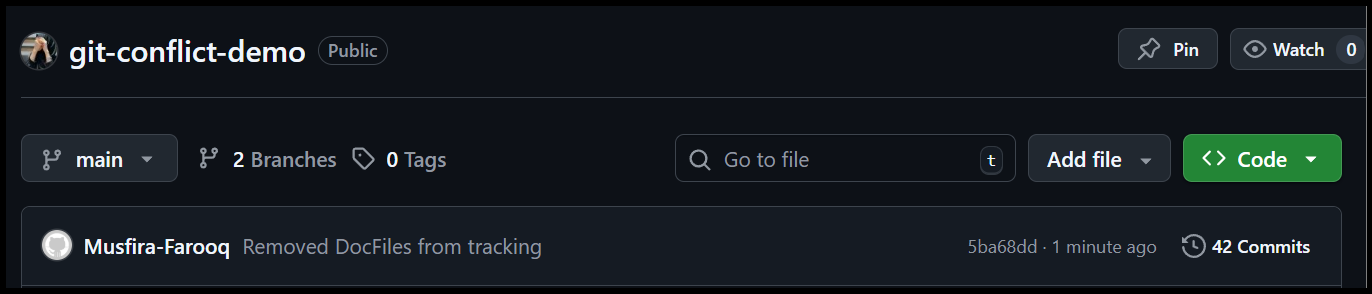 git-conflict-demo Public Pin Watch 0
main 2 Branches 0 Tags Go to file t Add file Code
Musfira-Farooq Removed DocFiles from tracking 5ba68dd · 1 minute ago 42 Commits